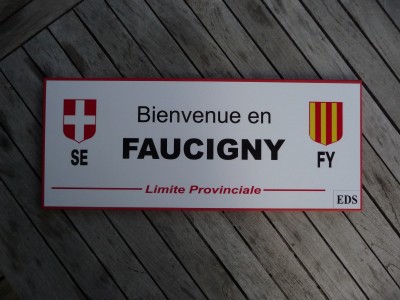 Bienvenue en
SE FAUCIGNY FY
Limite Provinciale
EDS